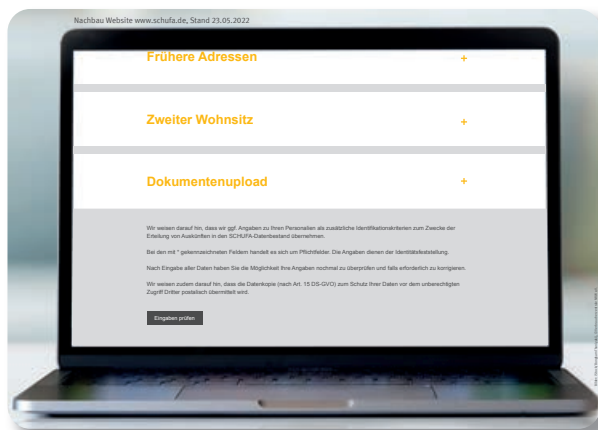 Nachbau Website www.schufa.de, Stand 23.05.2022
Frühere Adressen +
Zweiter Wohnsitz +
Dokumentenupload +
Wir weisen darauf hin, dass wir ggf. Angaben zu Ihren Personalien als zusätzliche Identifikationskriterien zum Zwecke der
Erteilung von Auskünften in den SCHUFA-Datenbestand übernehmen.
Bei den mit * gekennzeichneten Feldern handelt es sich um Pflichtfelder. Die Angaben dienen der Identitätsfeststellung.
Nach Eingabe aller Daten haben Sie die Möglichkeit Ihre Angaben nochmal zu überprüfen und falls erforderlich zu korrigieren.
Wir weisen zudem darauf hin, dass die Datenkopie (nach Art. 15 DS-GVO) zum Schutz Ihrer Daten vor dem unberechtigten
Zugriff Dritter postalisch übermittelt wird.
Eingaben prüfen